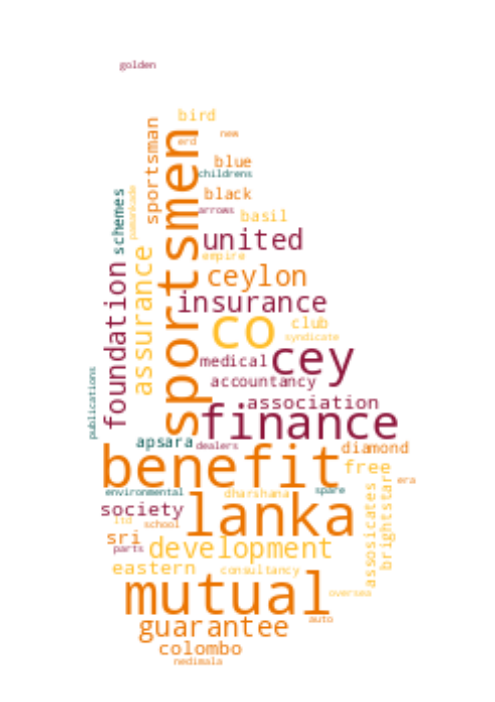 golden
bird
sportsman
new
erd
sportsmen
blue
childrens
schemes
pamankade
black
arrows
basil
united
empire
assurance
foundation
ceylon
insurance
co
club
syndicate
cey
medical
accountancy
publications
association
finance
apsara
dealers
diamond
benefit
free
era
brightstar
assosicates
environmental
dharshana
spare
society
lanka
ltd
school
sri
parts
development
eastern
consultancy
mutual
oversea
auto
guarantee
colombo
nedimala